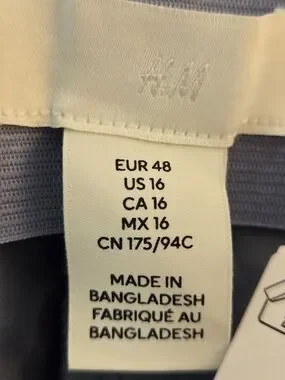 H&M
EUR 48
US 16
CA 16
MX 16
CN 175/94C
MADE IN
BANGLADESH
FABRIQUÉ AU
BANGLADESH